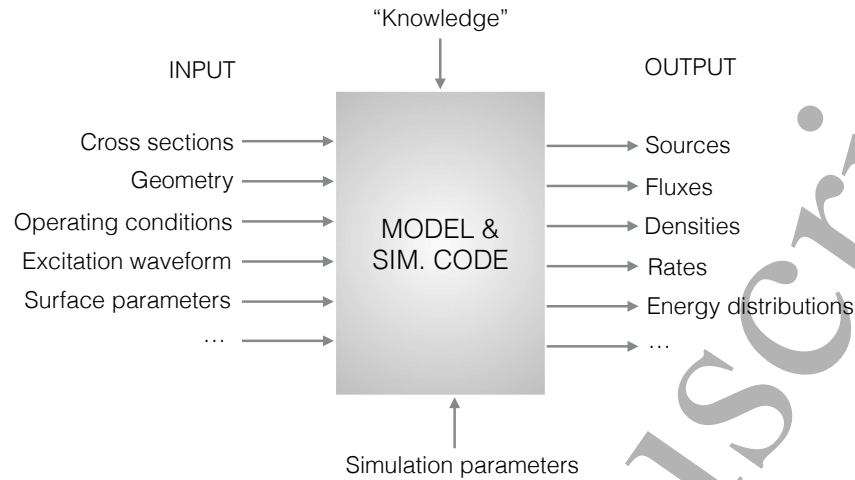 “Knowledge”
INPUT
OUTPUT
Cross sections
Geometry
Operating conditions
Excitation waveform
Surface parameters
…
MODEL &
SIM. CODE
Sources
Fluxes
Densities
Rates
Energy distributions
…
Simulation parameters